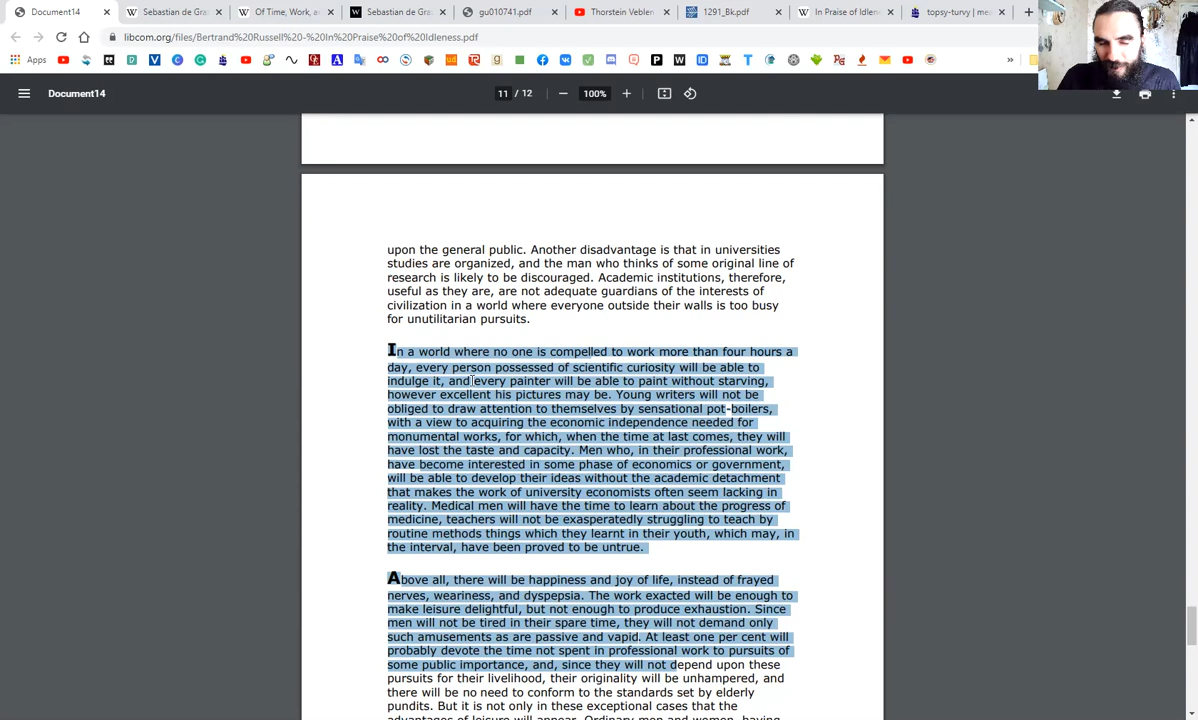 Document14
Sebastian de Gra
Of Time, Work, a
Sebastian de Gra
gu010741.pdf
Thorstein Veblen
1291_Bk.pdf
In Praise of Idlen
topsy-turvy | mea
libcom.org/files/Bertrand%20Russell%20-%20In%20Praise%20of%20Idleness.pdf
Apps
Document14
11 / 12
100%
upon the general public. Another disadvantage is that in universities
studies are organized, and the man who thinks of some original line of
research is likely to be discouraged. Academic institutions, therefore,
useful as they are, are not adequate guardians of the interests of
civilization in a world where everyone outside their walls is too busy
for unutilitarian pursuits.
In a world where no one is compelled to work more than four hours a
day, every person possessed of scientific curiosity will be able to
indulge it, and every painter will be able to paint without starving,
however excellent his pictures may be. Young writers will not be
obliged to draw attention to themselves by sensational pot-boilers,
with a view to acquiring the economic independence needed for
monumental works, for which, when the time at last comes, they will
have lost the taste and capacity. Men who, in their professional work,
have become interested in some phase of economics or government,
will be able to develop their ideas without the academic detachment
that makes the work of university economists often seem lacking in
reality. Medical men will have the time to learn about the progress of
medicine, teachers will not be exasperatedly struggling to teach by
routine methods things which they learnt in their youth, which may, in
the interval, have been proved to be untrue.
Above all, there will be happiness and joy of life, instead of frayed
nerves, weariness, and dyspepsia. The work exacted will be enough to
make leisure delightful, but not enough to produce exhaustion. Since
men will not be tired in their spare time, they will not demand only
such amusements as are passive and vapid. At least one per cent will
probably devote the time not spent in professional work to pursuits of
some public importance, and, since they will not depend upon these
pursuits for their livelihood, their originality will be unhampered, and
there will be no need to conform to the standards set by elderly
pundits. But it is not only in these exceptional cases that the
advantages of leisure will appear. Ordinary men and women, having